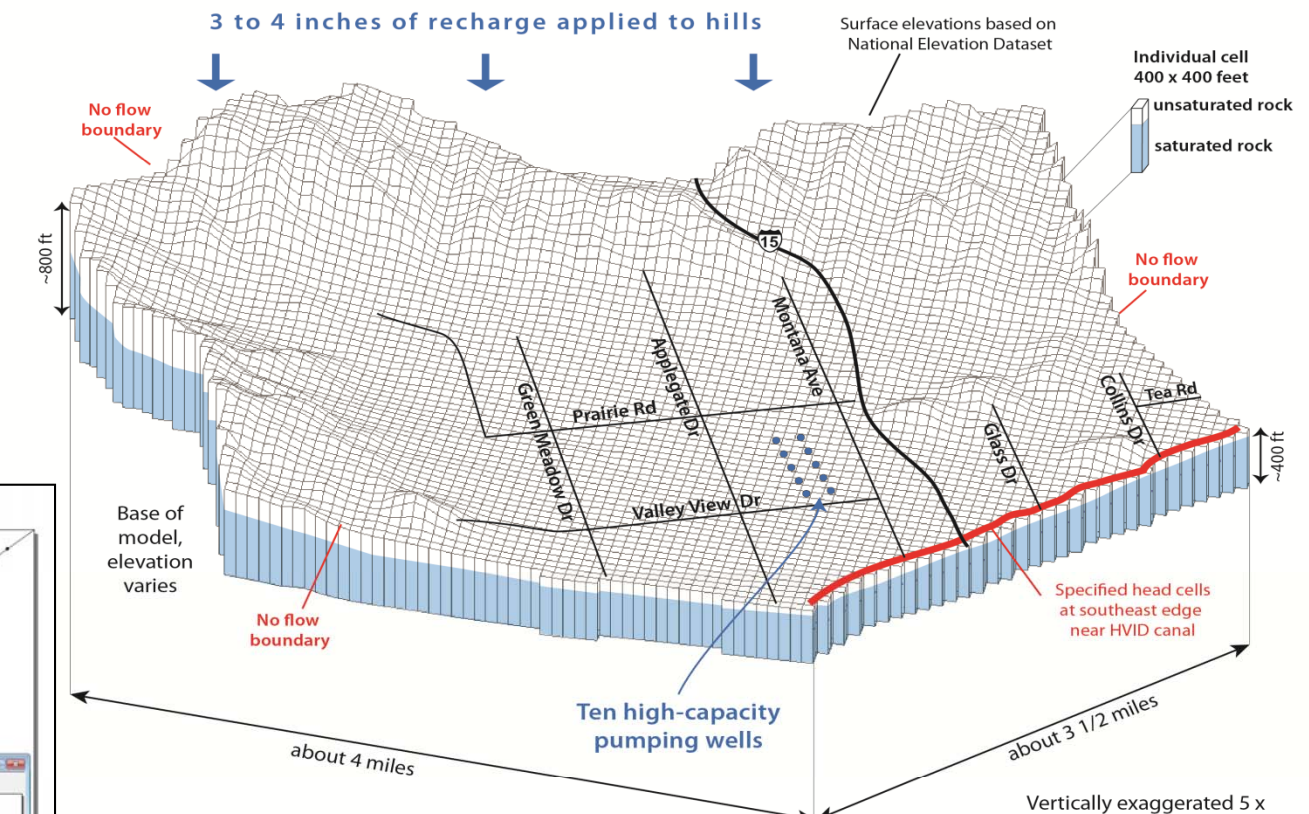 3 to 4 inches of recharge applied to hills
Surface elevations based on
National Elevation Dataset
Individual cell
400 x 400 feet
unsaturated rock
saturated rock
No flow
boundary
~800 ft
15
No flow
boundary
Montana Ave
Applegate Dr
Green Meadow Dr
Prairie Rd
Collins Dr
Tea Rd
Glass Dr
~400 ft
Valley View Dr
Base of
model,
elevation
varies
No flow
boundary
Specified head cells
at southeast edge
near HVID canal
Ten high-capacity
pumping wells
about 4 miles
about 3 1/2 miles
Vertically exaggerated 5 x